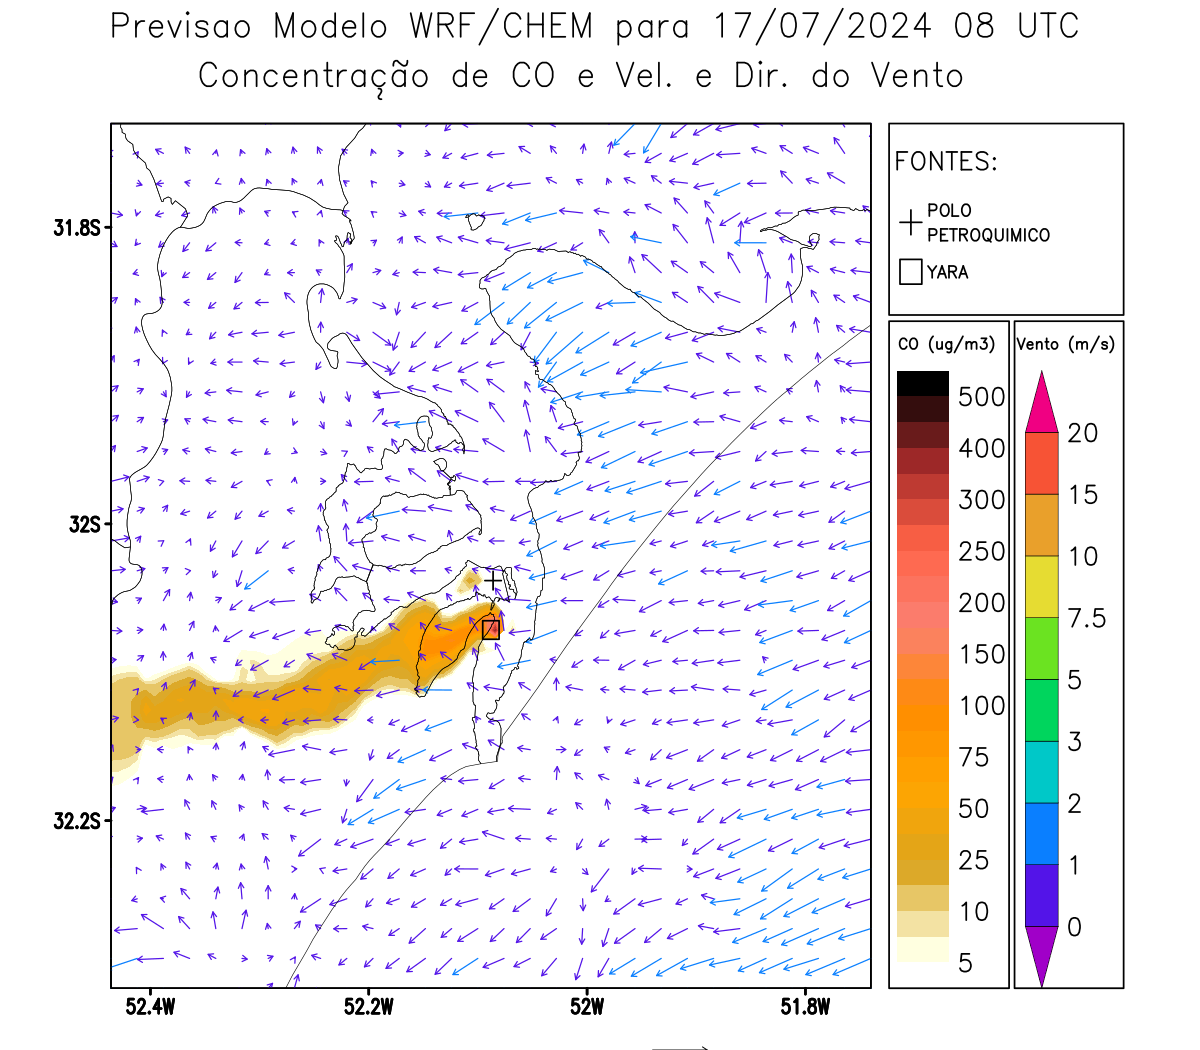 Previsao Modelo WRF/CHEM para 17/07/2024 08 UTC
Concentração de CO e Vel. e Dir. do Vento
FONTES:
POLO
PETROQUIMICO
YARA
CO (ug/m3)
500
400
300
250
200
150
100
75
50
25
10
5
Vento (m/s)
20
15
10
7.5
5
3
2
1
0
31.8S
32S
32.2S
52.4W
52.2W
52W
51.8W